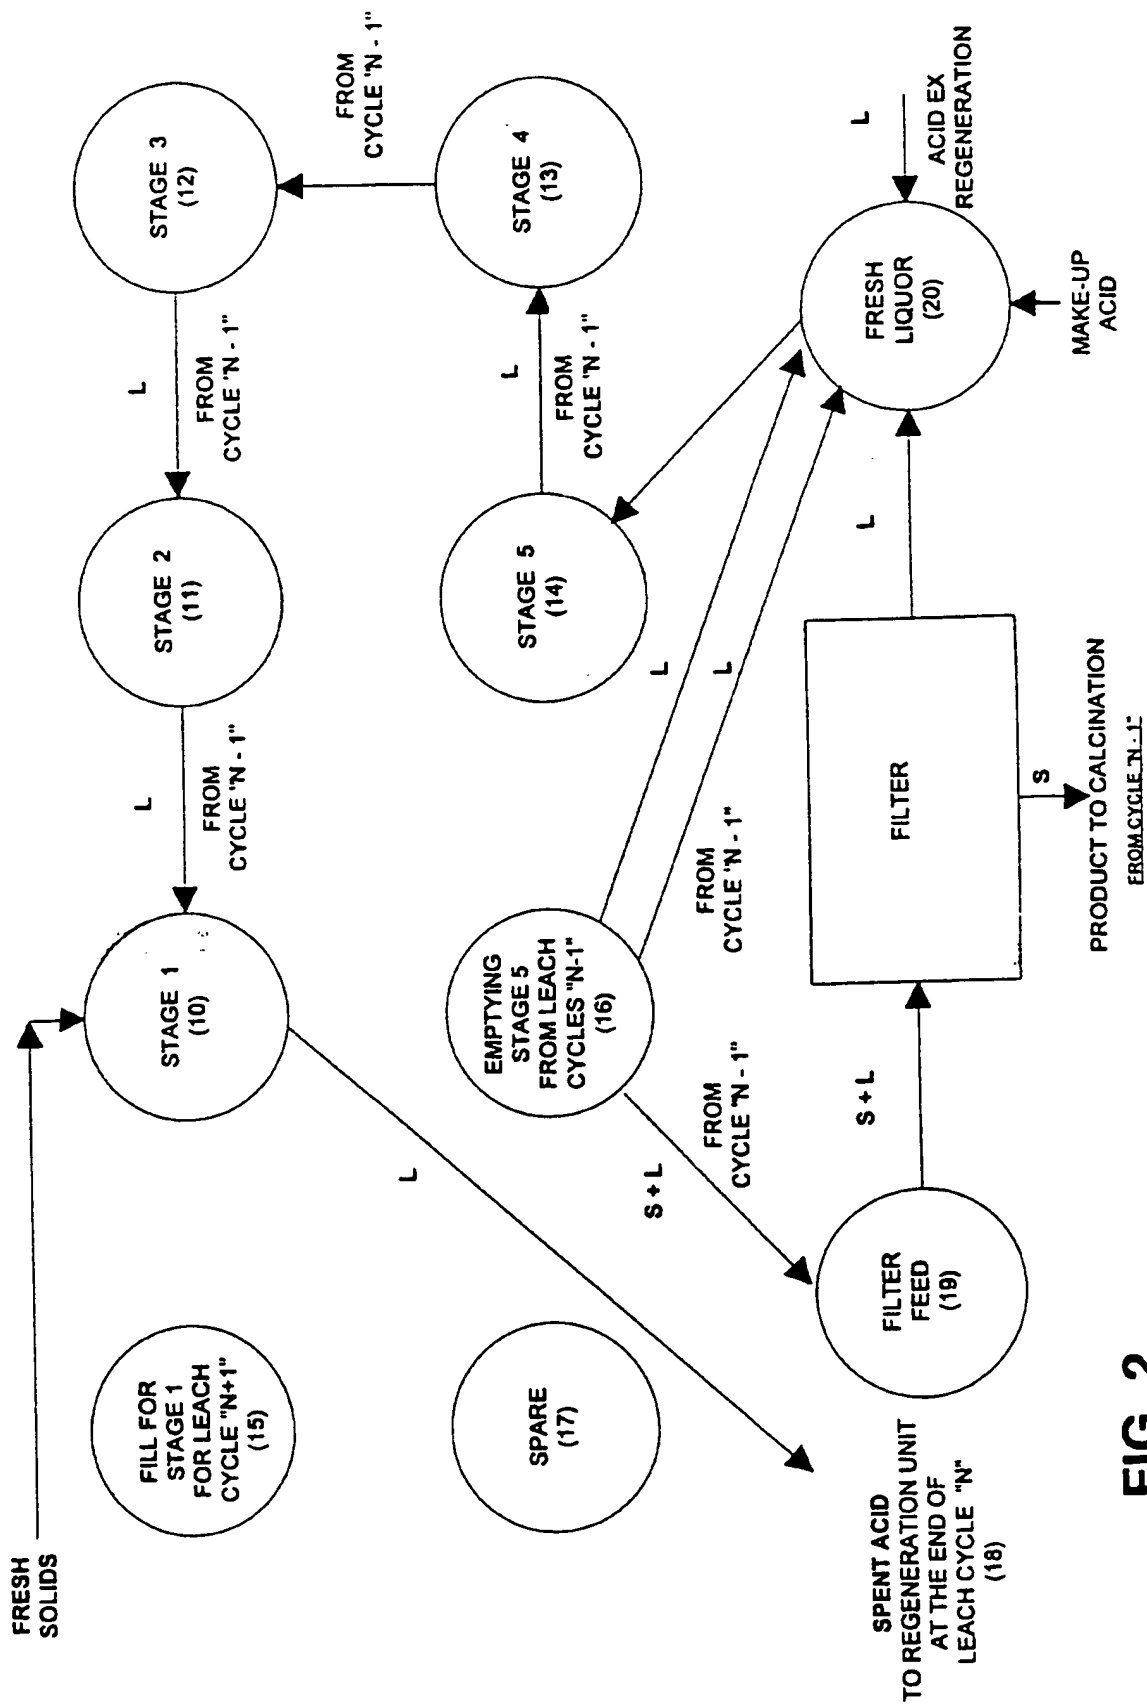 FRESH
SOLIDS
FILL FOR
STAGE 1
FOR LEACH
CYCLE "N+1"
(15)
STAGE 1
(10)
L
FROM
CYCLE "N - 1"
STAGE 2
(11)
L
FROM
CYCLE "N - 1"
STAGE 3
(12)
FROM
CYCLE "N - 1"
SPARE
(17)
L
EMPTYING
STAGE 5
FROM LEACH
CYCLES "N-1"
(16)
STAGE 5
(14)
L
FROM
CYCLE "N - 1"
STAGE 4
(13)
S + L
FROM
CYCLE "N - 1"
FROM
CYCLE "N - 1"
L
L
SPENT ACID
TO REGENERATION UNIT
AT THE END OF
LEACH CYCLE "N"
(18)
FILTER
FEED
(19)
S + L
FILTER
L
FRESH
LIQUOR
(20)
L
ACID EX
REGENERATION
MAKE-UP
ACID
S
PRODUCT TO CALCINATION
FROM CYCLE "N - 1"
FIG. 2